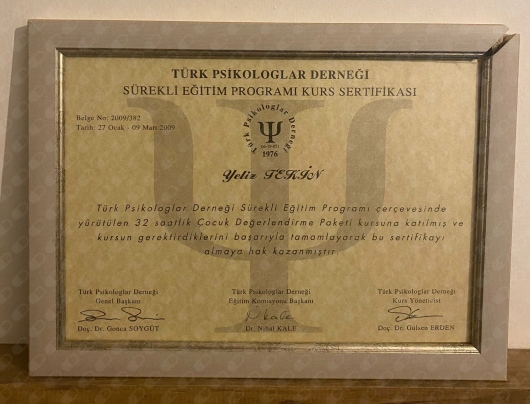 TÜRK PSİKOLOGLAR DERNEĞİ
SÜREKLİ EĞİTİM PROGRAMI KURS SERTİFİKASI
Belge No: 2009/382
Tarih: 27 Ocak - 09 Mart 2009
Türk Psikologlar Derneği
1976
Yeliz TEKİN
Türk Psikologlar Derneği Sürekli Eğitim Programı çerçevesinde
yürütülen 32 saatlik Çocuk Değerlendirme Paketi kursuna katılmış ve
kursun gerektirdiklerini başarıyla tamamlayarak bu sertifikayı
almaya hak kazanmıştır
Türk Psikologlar Derneği
Genel Başkanı
Doç. Dr. Gonca SOYGÜT
Türk Psikologlar Derneği
Eğitim Komisyonu Başkanı
Dr. Nihal KALE
Türk Psikologlar Derneği
Kurs Yöneticisi
Doç. Dr. Gülsen ERDEN